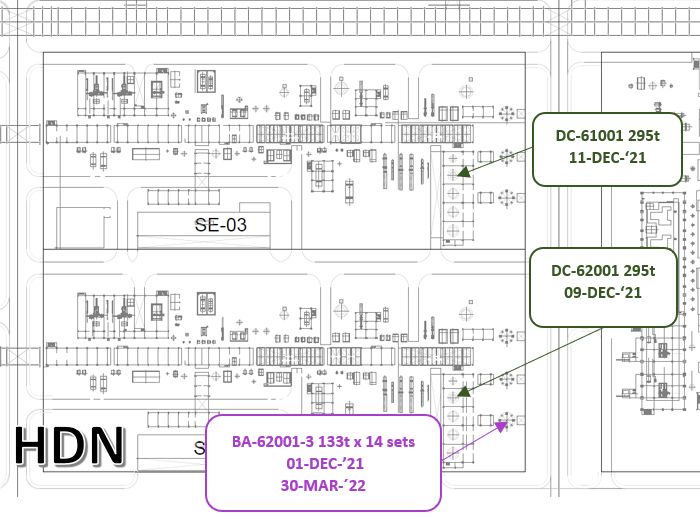 DC-61001 295t
11-DEC-‘21
SE-03
DC-62001 295t
09-DEC-‘21
HDN
S
BA-62001-3 133t x 14 sets
01-DEC-’21
30-MAR-´22